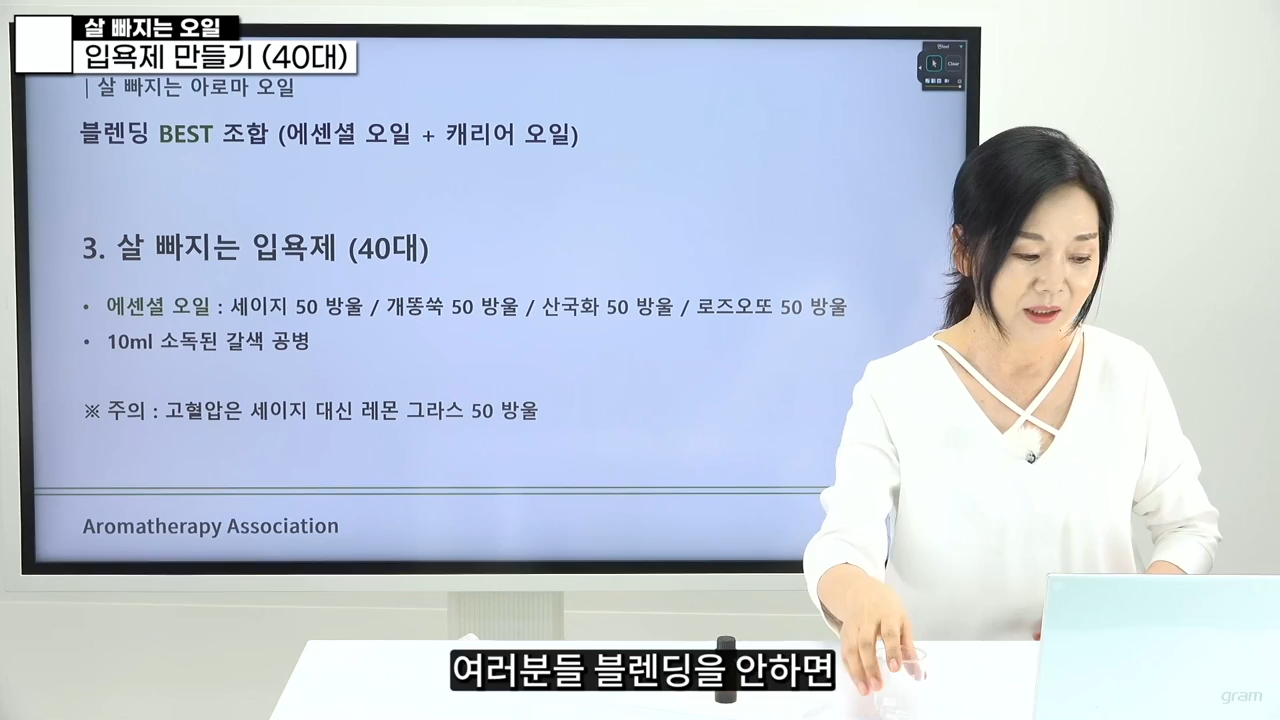 살 빠지는 오일
입욕제 만들기 (40대)
| 살 빠지는 아로마 오일
블렌딩 BEST 조합 (에센셜 오일 + 캐리어 오일)
3. 살 빠지는 입욕제 (40대)
• 에센셜 오일 : 세이지 50 방울 / 개똥쑥 50 방울 / 산국화 50 방울 / 로즈오또 50 방울
• 10ml 소독된 갈색 공병
※ 주의 : 고혈압은 세이지 대신 레몬 그라스 50 방울
Aromatherapy Association
Clear
여러분들 블렌딩을 안하면
gram